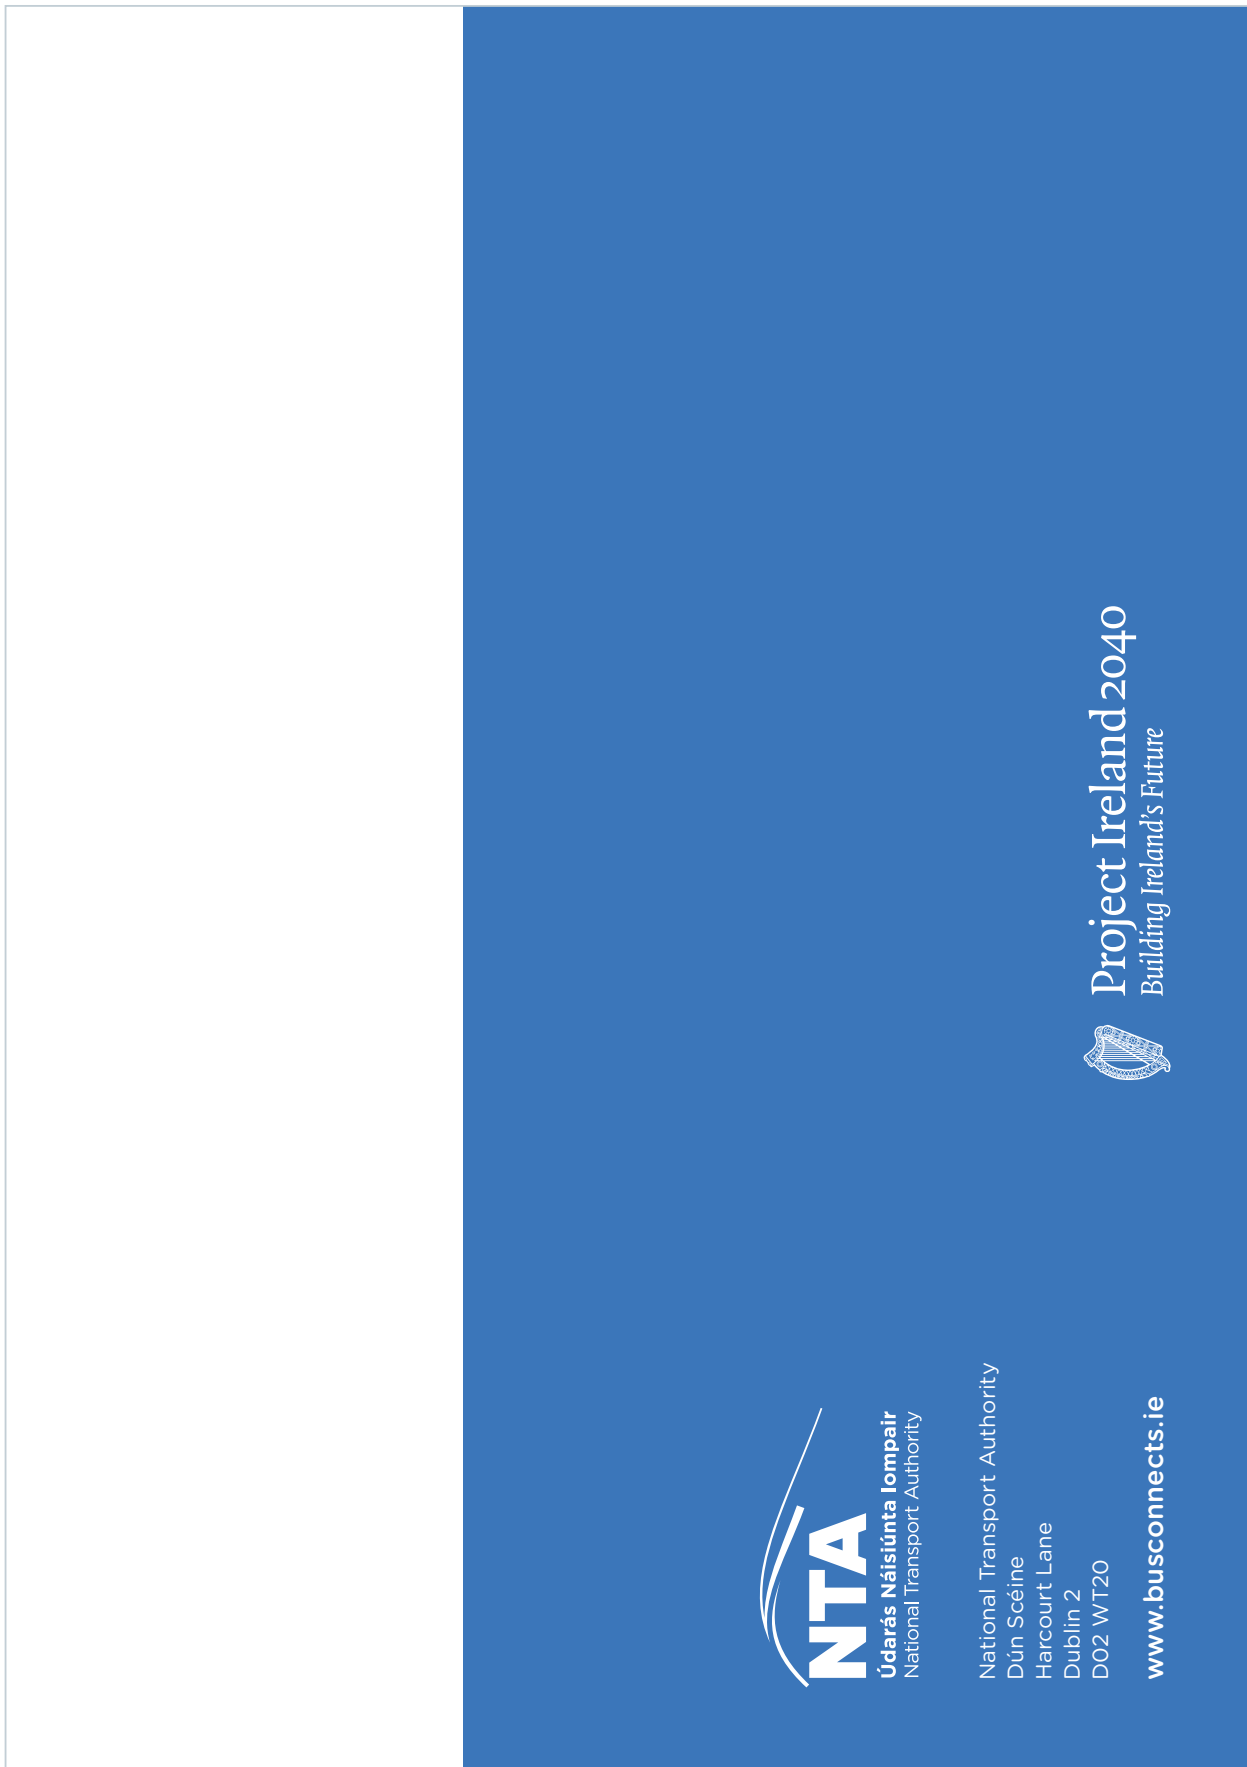 NTA
Údarás Náisiúnta Iompair
National Transport Authority
National Transport Authority
Dún Scéine
Harcourt Lane
Dublin 2
D02 WT20
www.busconnects.ie
Project Ireland 2040
Building Ireland's Future